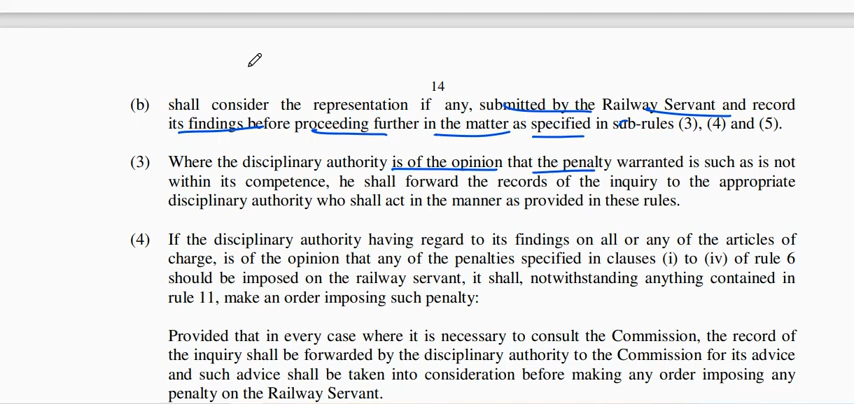 14
(b) shall consider the representation if any, submitted by the Railway Servant and record
its findings before proceeding further in the matter as specified in sub-rules (3), (4) and (5).
(3) Where the disciplinary authority is of the opinion that the penalty warranted is such as is not
within its competence, he shall forward the records of the inquiry to the appropriate
disciplinary authority who shall act in the manner as provided in these rules.
(4) If the disciplinary authority having regard to its findings on all or any of the articles of
charge, is of the opinion that any of the penalties specified in clauses (i) to (iv) of rule 6
should be imposed on the railway servant, it shall, notwithstanding anything contained in
rule 11, make an order imposing such penalty:
Provided that in every case where it is necessary to consult the Commission, the record of
the inquiry shall be forwarded by the disciplinary authority to the Commission for its advice
and such advice shall be taken into consideration before making any order imposing any
penalty on the Railway Servant.